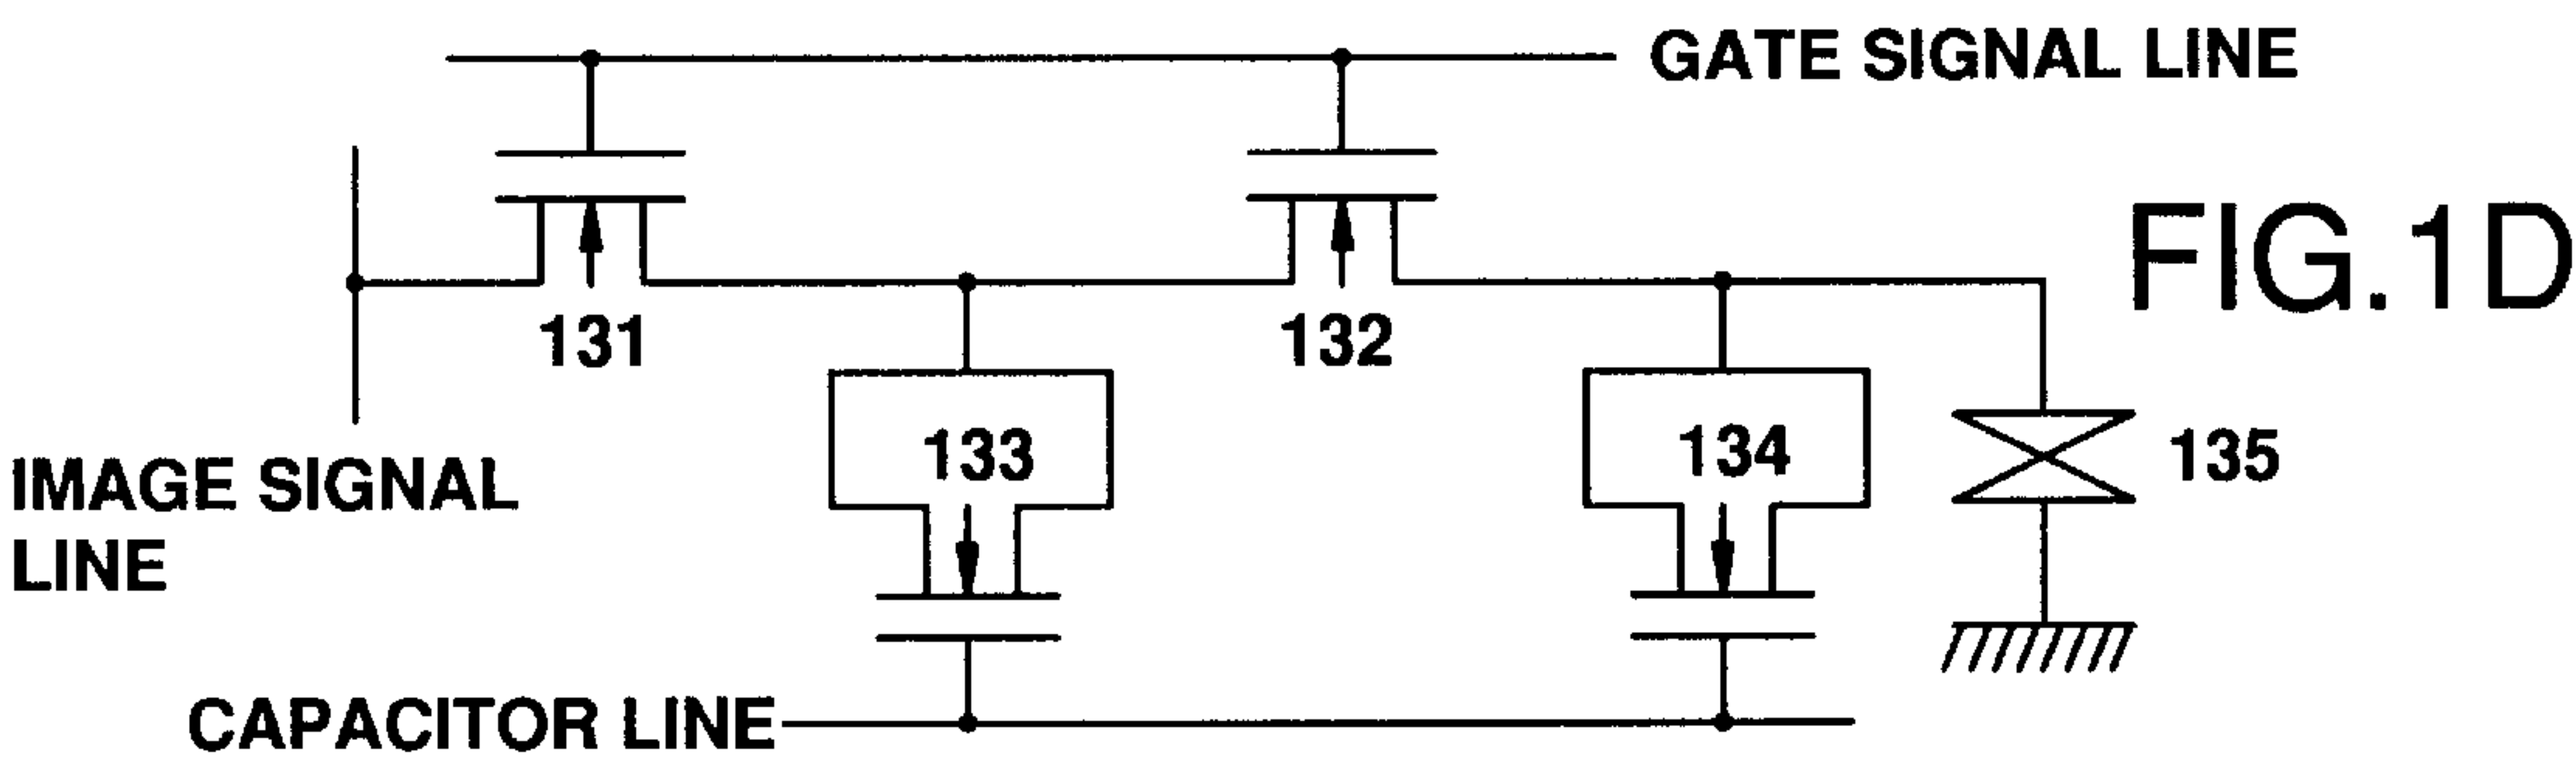 GATE SIGNAL LINE
FIG.1D
131
132
133
134
135
IMAGE SIGNAL
LINE
CAPACITOR LINE